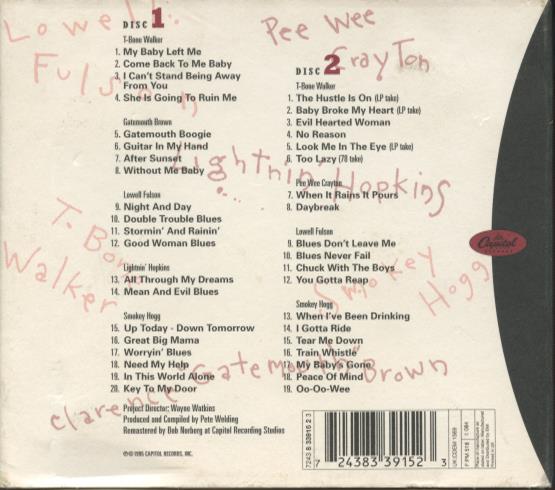 Lowell
Fulson
Pee Wee
Crayton
Lightnin' Hopkins
T. Bone
Walker
Smokey
Hogg
Clarence "Gatemouth" Brown
DISC 1
T-Bone Walker
1. My Baby Left Me
2. Come Back To Me Baby
3. I Can't Stand Being Away
From You
4. She Is Going To Ruin Me
Gatemouth Brown
5. Gatemouth Boogie
6. Guitar In My Hand
7. After Sunset
8. Without Me Baby
Lowell Fulson
9. Night And Day
10. Double Trouble Blues
11. Stormin' And Rainin'
12. Good Woman Blues
Lightnin' Hopkins
13. All Through My Dreams
14. Mean And Evil Blues
Smokey Hogg
15. Up Today - Down Tomorrow
16. Great Big Mama
17. Worryin' Blues
18. Need My Help
19. In This World Alone
20. Key To My Door
Project Director: Wayne Watkins
Produced and Compiled by Pete Welding
Remastered by Bob Norberg at Capitol Recording Studios
℗©1995 CAPITOL RECORDS, INC.
DISC 2
T-Bone Walker
1. The Hustle Is On (LP take)
2. Baby Broke My Heart (LP take)
3. Evil Hearted Woman
4. No Reason
5. Look Me In The Eye (LP take)
6. Too Lazy (78 take)
Pee Wee Crayton
7. When It Rains It Pours
8. Daybreak
Lowell Fulson
9. Blues Don't Leave Me
10. Blues Never Fail
11. Chuck With The Boys
12. You Gotta Reap
Smokey Hogg
13. When I've Been Drinking
14. I Gotta Ride
15. Tear Me Down
16. Train Whistle
17. My Baby's Gone
18. Peace Of Mind
19. Oo-Oo-Wee
Capitol
7243 8 33915 2 3
7 24383 39152 3